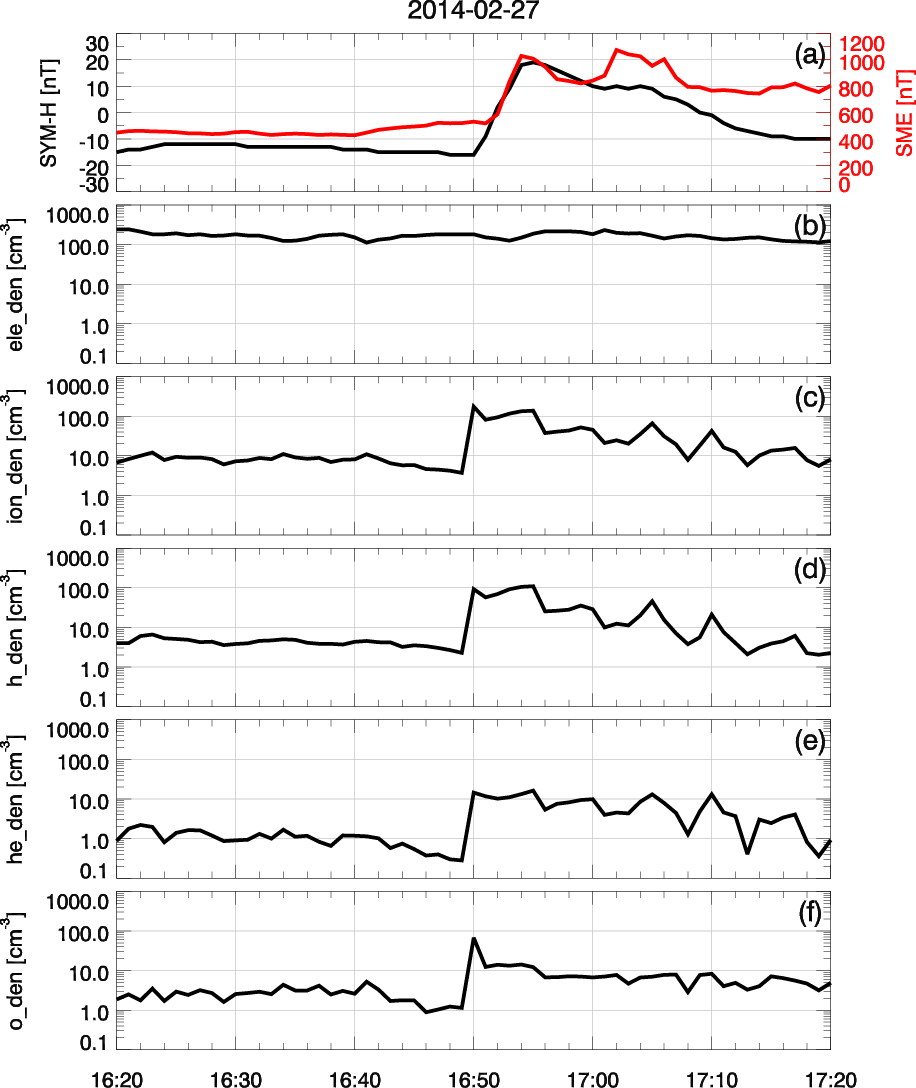 2014-02-27
(a)
SYM-H [nT]
30
20
10
0
-10
-20
-30
1200
1000
800
600
400
200
0
SME [nT]
(b)
ele_den [cm-3]
1000.0
100.0
10.0
1.0
0.1
(c)
ion_den [cm-3]
1000.0
100.0
10.0
1.0
0.1
(d)
h_den [cm-3]
1000.0
100.0
10.0
1.0
0.1
(e)
he_den [cm-3]
1000.0
100.0
10.0
1.0
0.1
(f)
o_den [cm-3]
1000.0
100.0
10.0
1.0
0.1
16:20 16:30 16:40 16:50 17:00 17:10 17:20